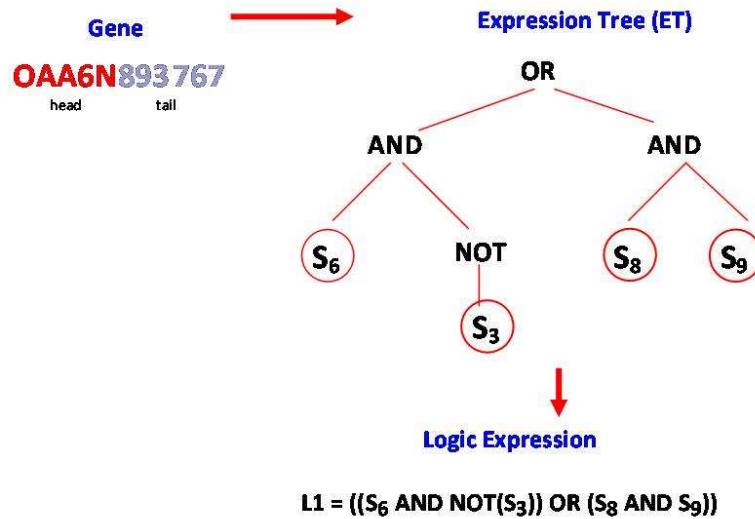 Gene
Expression Tree (ET)
OAA6N893767
head tail
OR
AND AND
S6 NOT S8 S9
S3
Logic Expression
L1 = ((S6 AND NOT(S3)) OR (S8 AND S9))